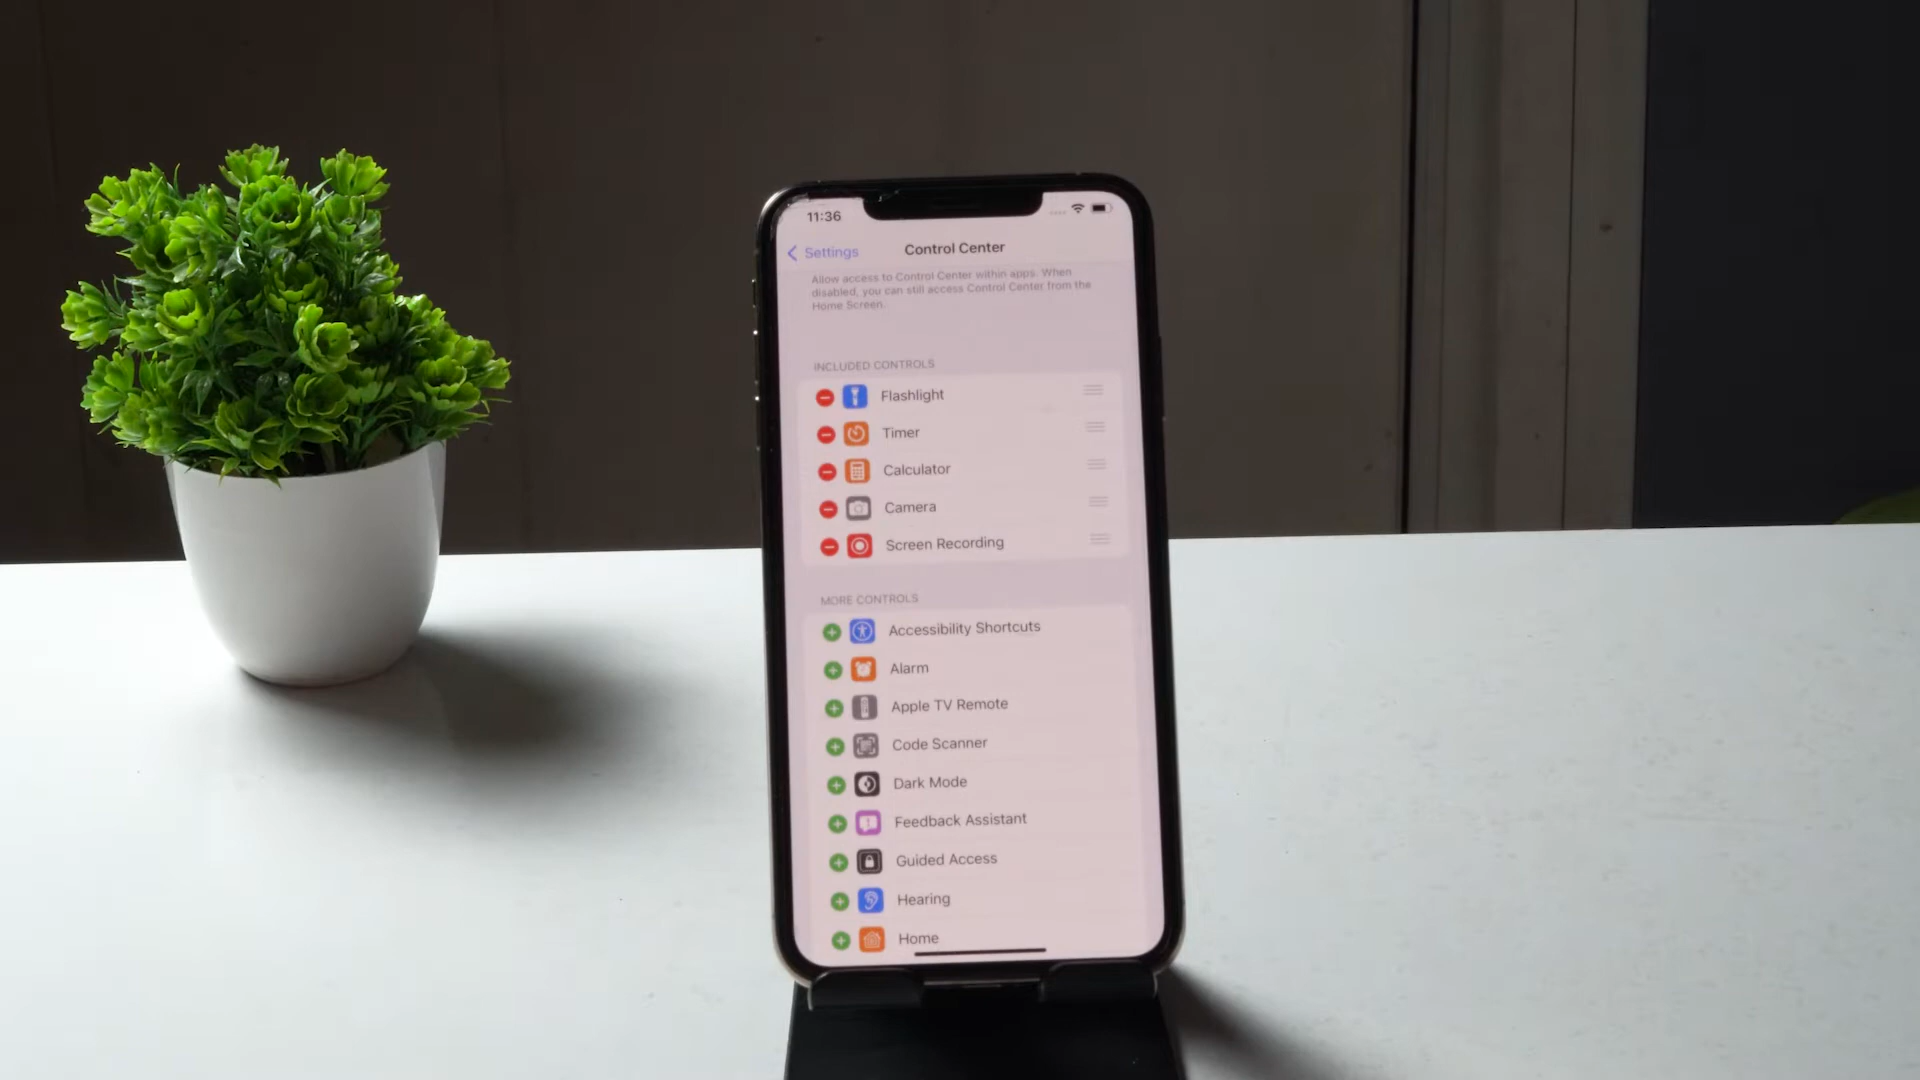 11:36
Settings
Control Center
Allow access to Control Center within apps. When
disabled, you can still access Control Center from the
Home Screen.
INCLUDED CONTROLS
Flashlight
Timer
Calculator
Camera
Screen Recording
MORE CONTROLS
Accessibility Shortcuts
Alarm
Apple TV Remote
Code Scanner
Dark Mode
Feedback Assistant
Guided Access
Hearing
Home